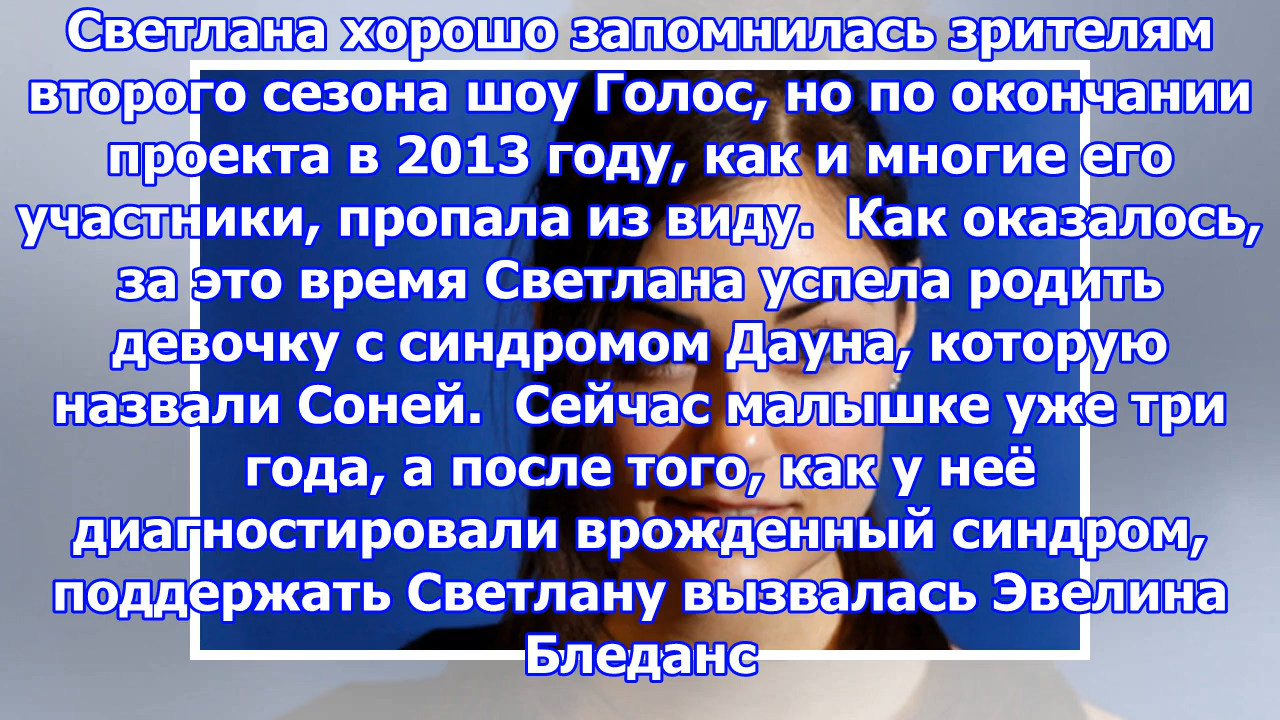 Светлана хорошо запомнилась зрителям
второго сезона шоу Голос, но по окончании
проекта в 2013 году, как и многие его
участники, пропала из виду.  Как оказалось,
за это время Светлана успела родить
девочку с синдромом Дауна, которую
назвали Соней.  Сейчас малышке уже три
года, а после того, как у неё
диагностировали врожденный синдром,
поддержать Светлану вызвалась Эвелина
Бледанс